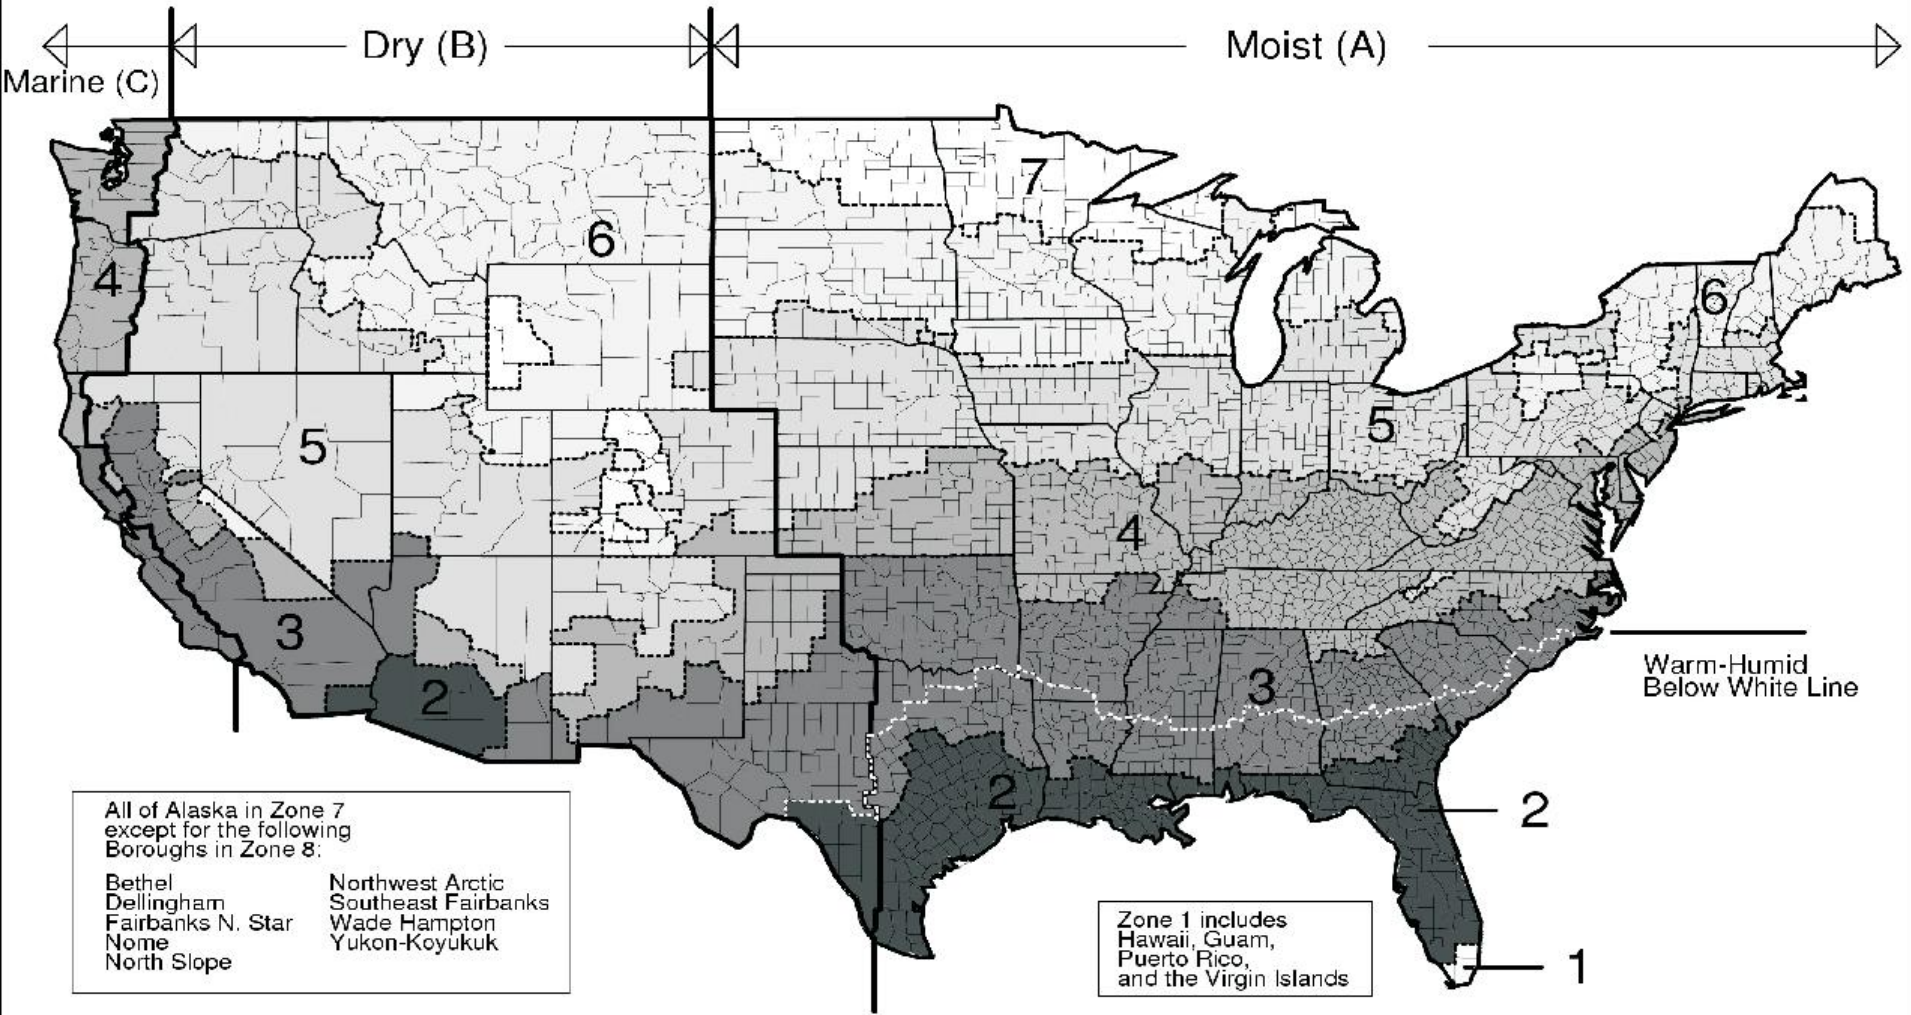 Marine (C)
Dry (B)
Moist (A)
7
6
4
6
5
5
4
3
2
3
2
Warm-Humid
Below White Line
2
1
All of Alaska in Zone 7
except for the following
Boroughs in Zone 8:
Bethel
Dellingham
Fairbanks N. Star
Nome
North Slope
Northwest Arctic
Southeast Fairbanks
Wade Hampton
Yukon-Koyukuk
Zone 1 includes
Hawaii, Guam,
Puerto Rico,
and the Virgin Islands